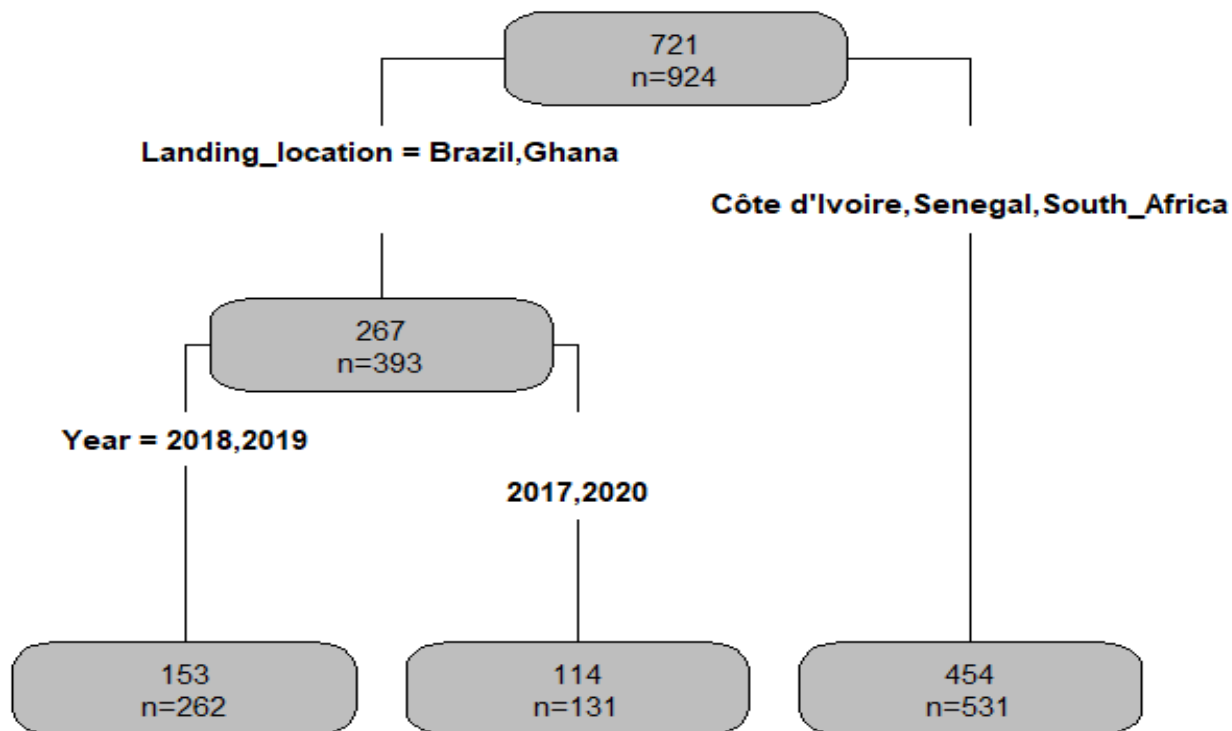 721
n=924
Landing_location = Brazil,Ghana
Côte d'Ivoire,Senegal,South_Africa
267
n=393
Year = 2018,2019
2017,2020
153
n=262
114
n=131
454
n=531